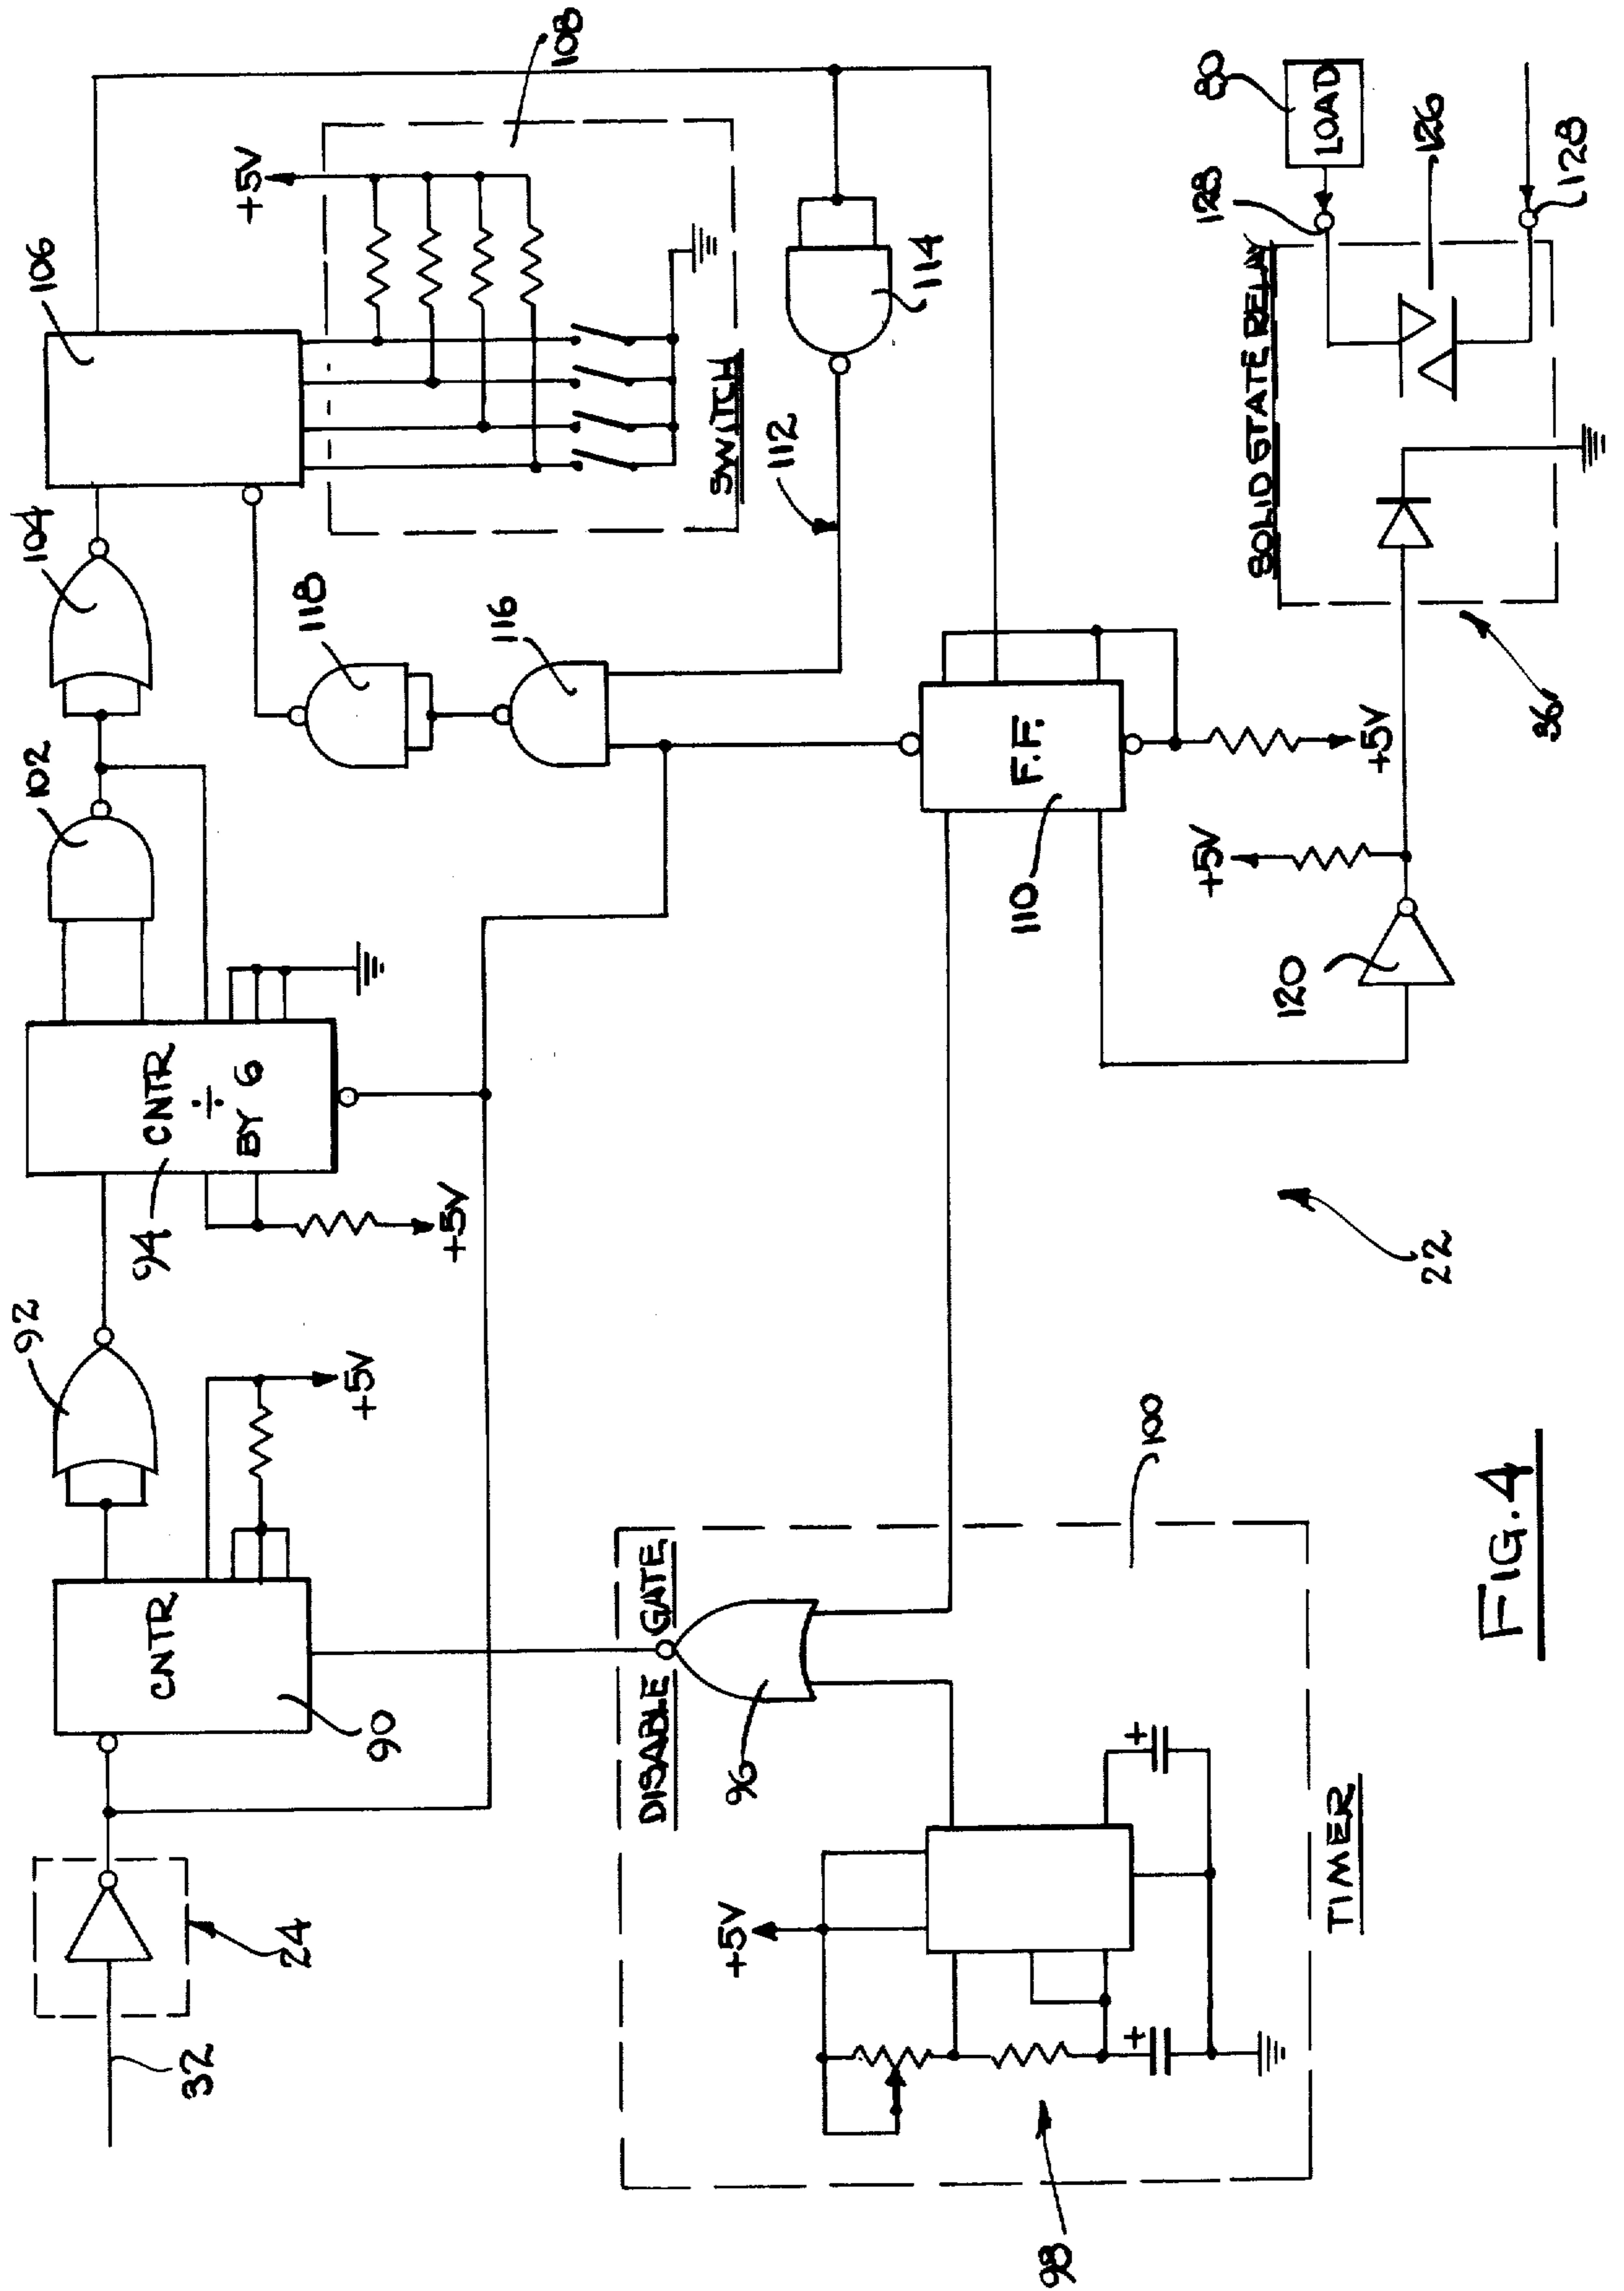 32
24
90
CNTR
+5V
92
94
CNTR
÷
BY 6
+5V
102
104
106
+5V
108
SWITCH
118
116
112
114
98
+5V
TIMER
96
DISABLE GATE
100
110
F.F.
+5V
120
+5V
22
36
SOLID STATE RELAY
126
128
128
80
LOAD
FIG. 4